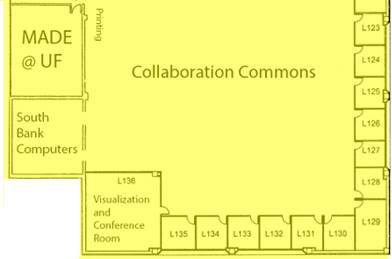 MADE
@ UF
Printing
Collaboration Commons
L123
L124
L125
L126
L127
L128
L129
South
Bank
Computers
L136
Visualization
and
Conference
Room
L135
L134
L133
L132
L131
L130